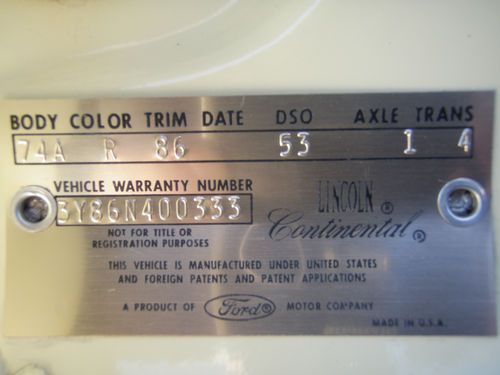 BODY COLOR TRIM DATE DSO AXLE TRANS
74A R 86 53 1 4
VEHICLE WARRANTY NUMBER
3Y86N400333
LINCOLN ®
Continental ®
NOT FOR TITLE OR
REGISTRATION PURPOSES
THIS VEHICLE IS MANUFACTURED UNDER UNITED STATES
AND FOREIGN PATENTS AND PATENT APPLICATIONS
A PRODUCT OF Ford ® MOTOR COMPANY
MADE IN U.S.A.